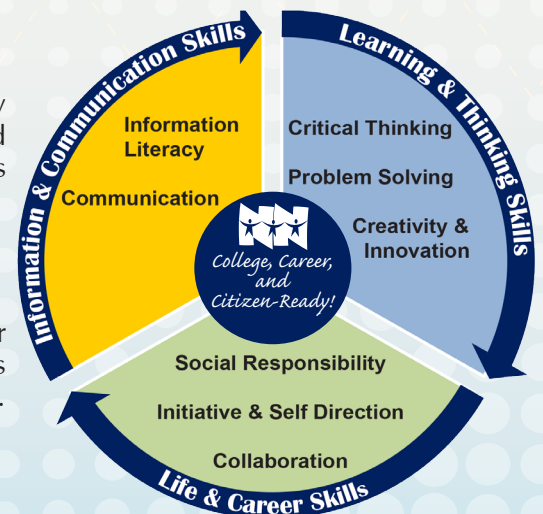 Information & Communication Skills
Information
Literacy
Communication
Learning & Thinking Skills
Critical Thinking
Problem Solving
Creativity &
Innovation
NN
College, Career,
and
Citizen-Ready!
Social Responsibility
Initiative & Self Direction
Collaboration
Life & Career Skills